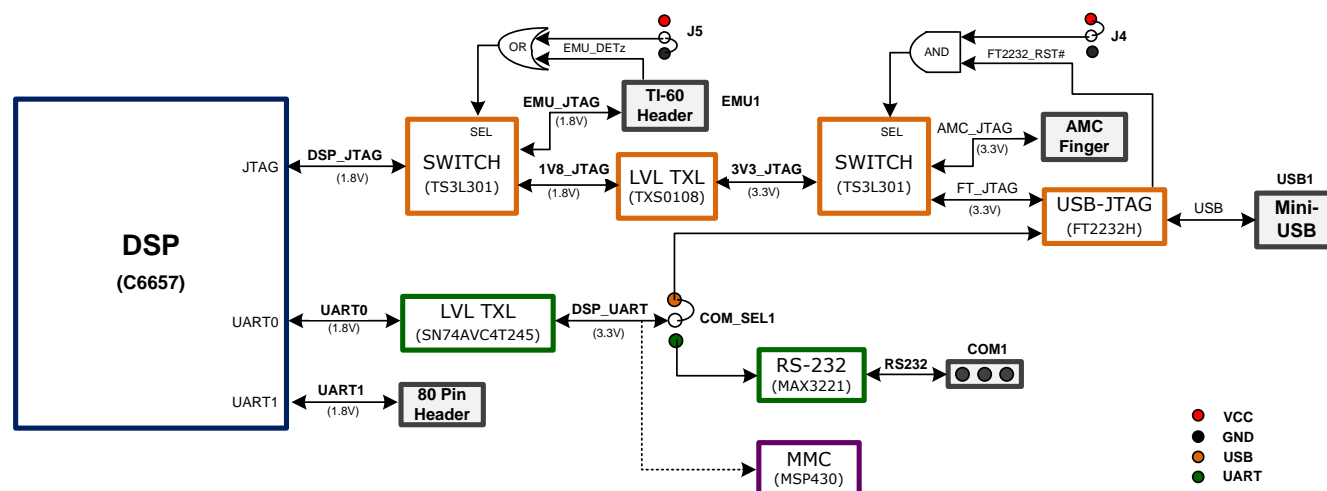 J5
OR
EMU_DETz
J4
AND
FT2232_RST#
TI-60
Header
EMU1
EMU_JTAG
(1.8V)
SEL
SWITCH
(TS3L301)
JTAG
DSP_JTAG
(1.8V)
1V8_JTAG
(1.8V)
LVL TXL
(TXS0108)
3V3_JTAG
(3.3V)
SEL
SWITCH
(TS3L301)
AMC_JTAG
(3.3V)
AMC
Finger
FT_JTAG
(3.3V)
USB-JTAG
(FT2232H)
USB
USB1
Mini-
USB
DSP
(C6657)
UART0
UART0
(1.8V)
LVL TXL
(SN74AVC4T245)
DSP_UART
(3.3V)
COM_SEL1
RS-232
(MAX3221)
RS232
COM1
UART1
UART1
(1.8V)
80 Pin
Header
MMC
(MSP430)
VCC
GND
USB
UART